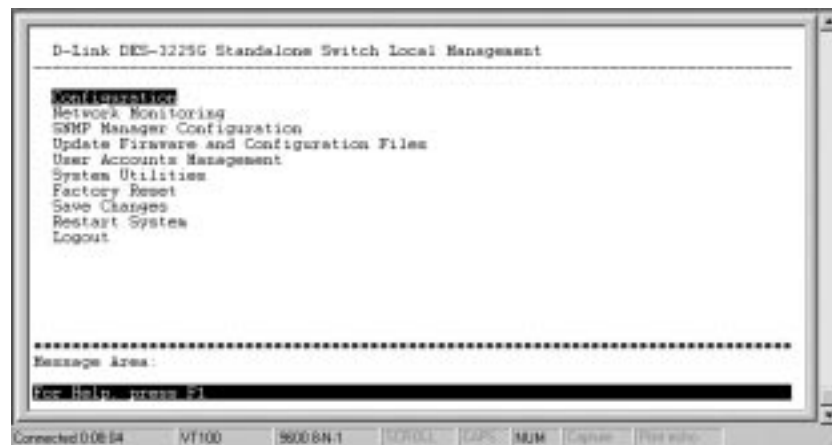 D-Link DES-3225G Standalone Switch Local Management
Configuration
Network Monitoring
SNMP Manager Configuration
Update Firmware and Configuration Files
User Accounts Management
System Utilities
Factory Reset
Save Changes
Restart System
Logout
Message Area:
For Help, press F1
Connected 0:08:04 VT100 9600 8-N-1 SCROLL CAPS NUM Capture Print echo